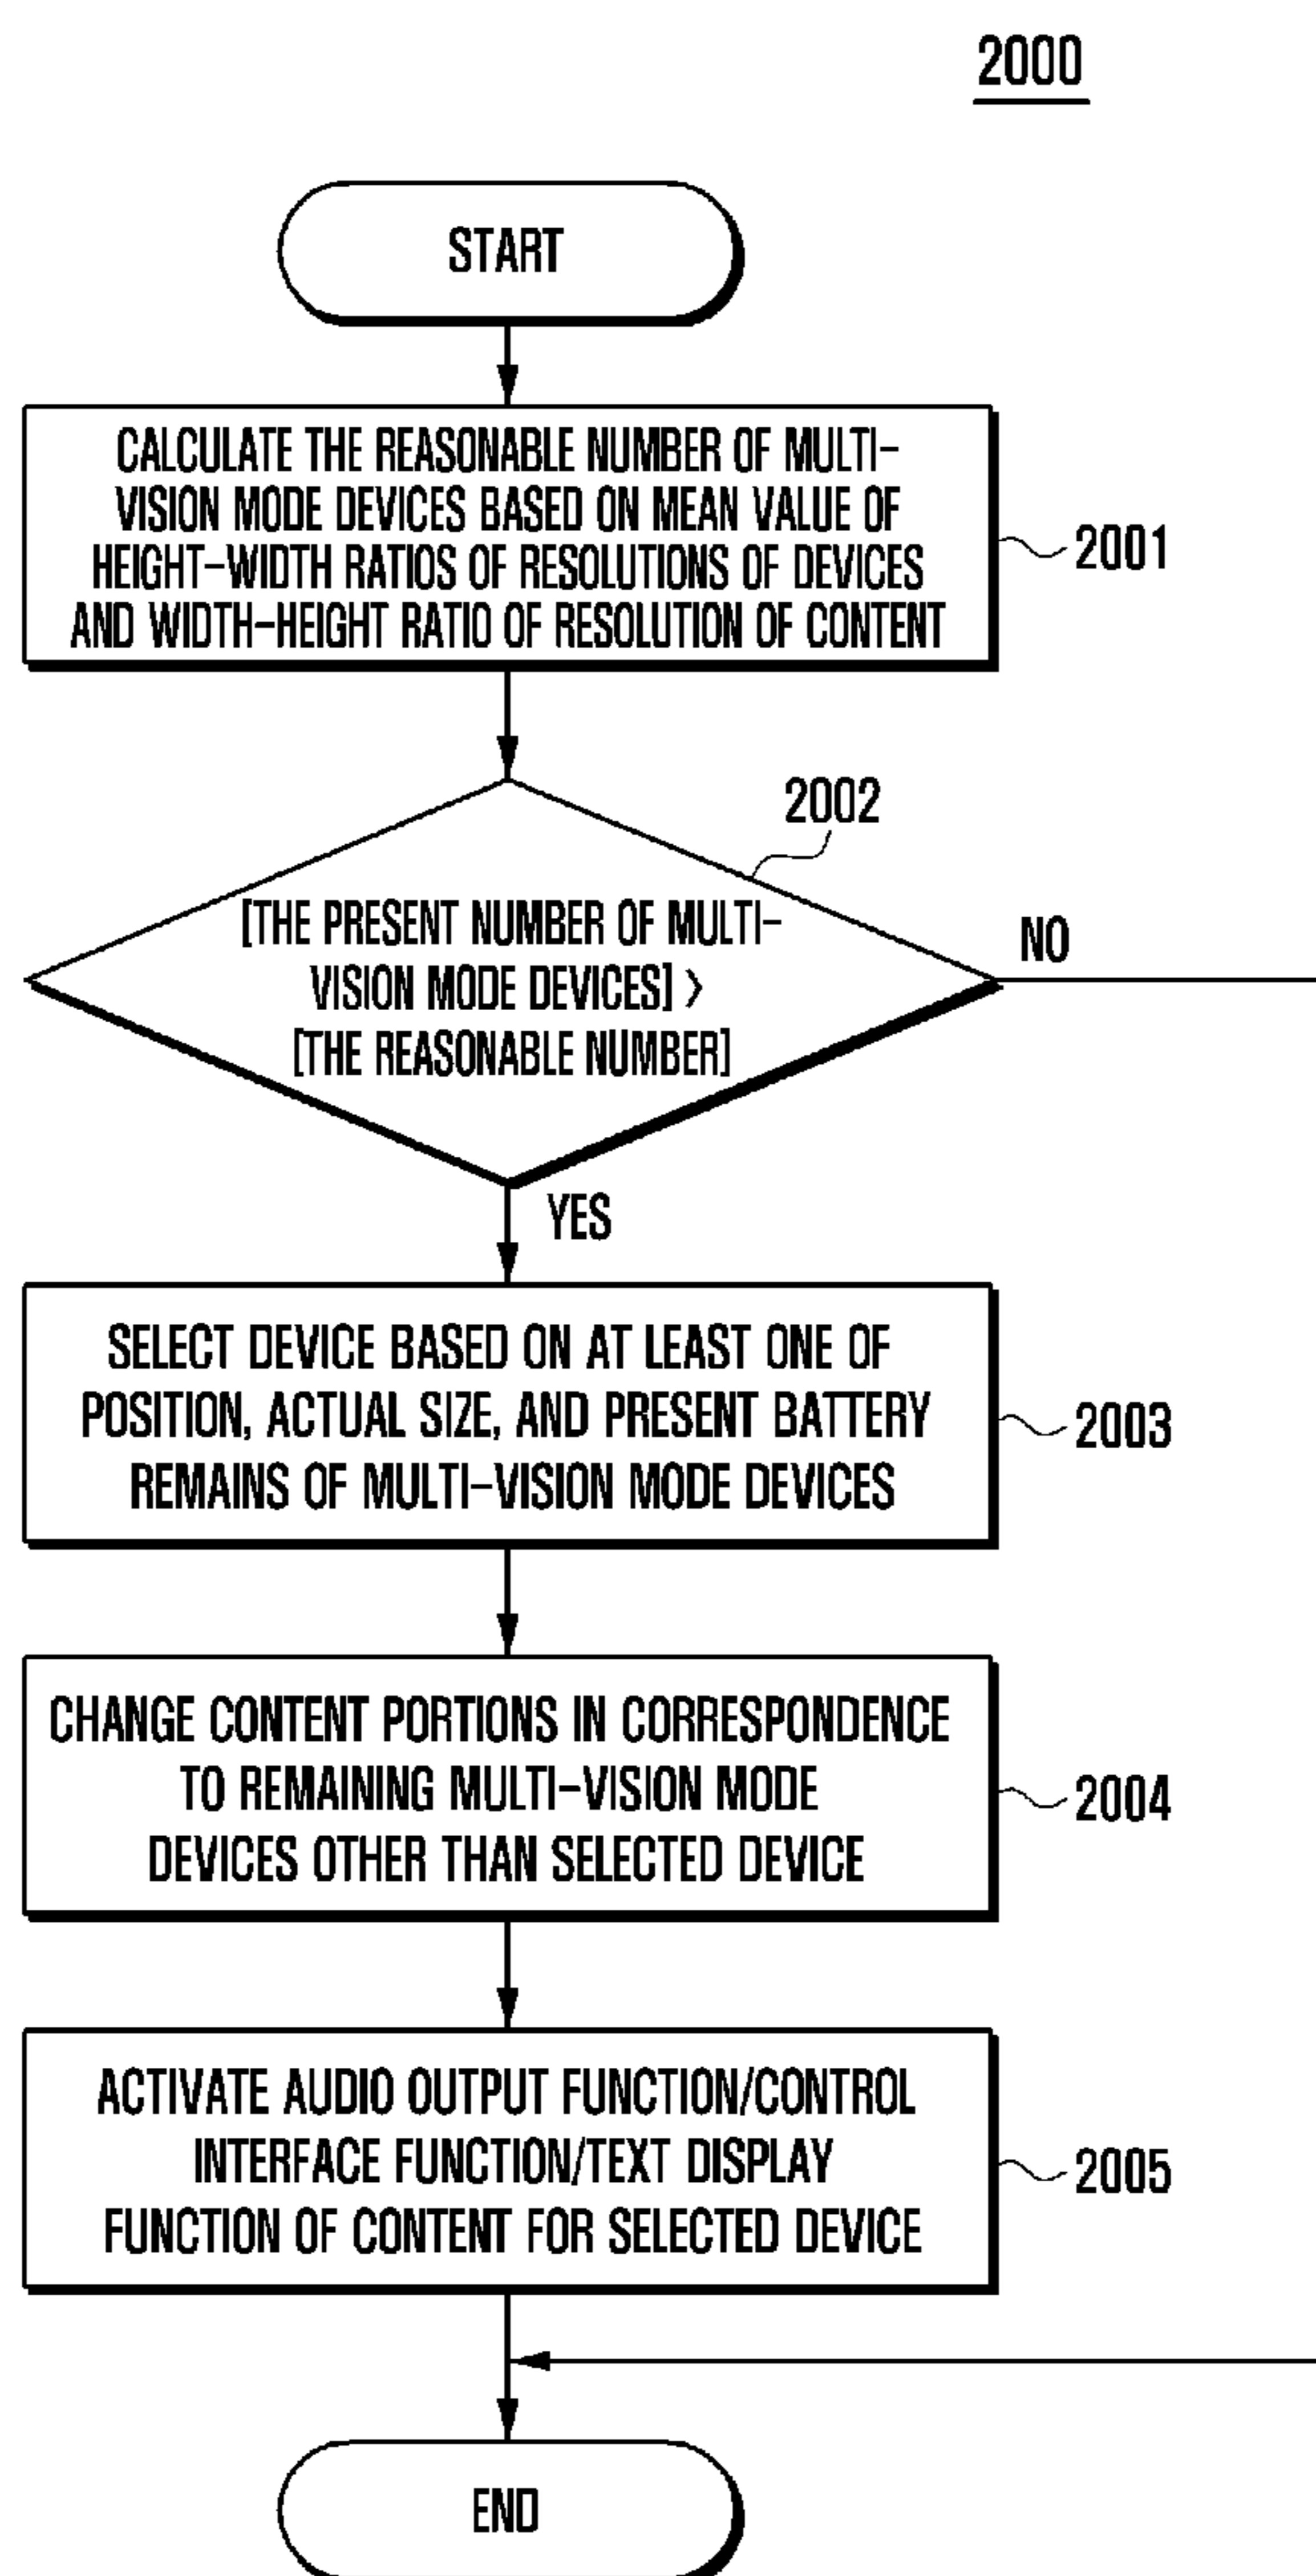 2000
START
CALCULATE THE REASONABLE NUMBER OF MULTI-
VISION MODE DEVICES BASED ON MEAN VALUE OF
HEIGHT-WIDTH RATIOS OF RESOLUTIONS OF DEVICES
AND WIDTH-HEIGHT RATIO OF RESOLUTION OF CONTENT
2001
2002
[THE PRESENT NUMBER OF MULTI-
VISION MODE DEVICES] >
[THE REASONABLE NUMBER]
NO
YES
SELECT DEVICE BASED ON AT LEAST ONE OF
POSITION, ACTUAL SIZE, AND PRESENT BATTERY
REMAINS OF MULTI-VISION MODE DEVICES
2003
CHANGE CONTENT PORTIONS IN CORRESPONDENCE
TO REMAINING MULTI-VISION MODE
DEVICES OTHER THAN SELECTED DEVICE
2004
ACTIVATE AUDIO OUTPUT FUNCTION/CONTROL
INTERFACE FUNCTION/TEXT DISPLAY
FUNCTION OF CONTENT FOR SELECTED DEVICE
2005
END